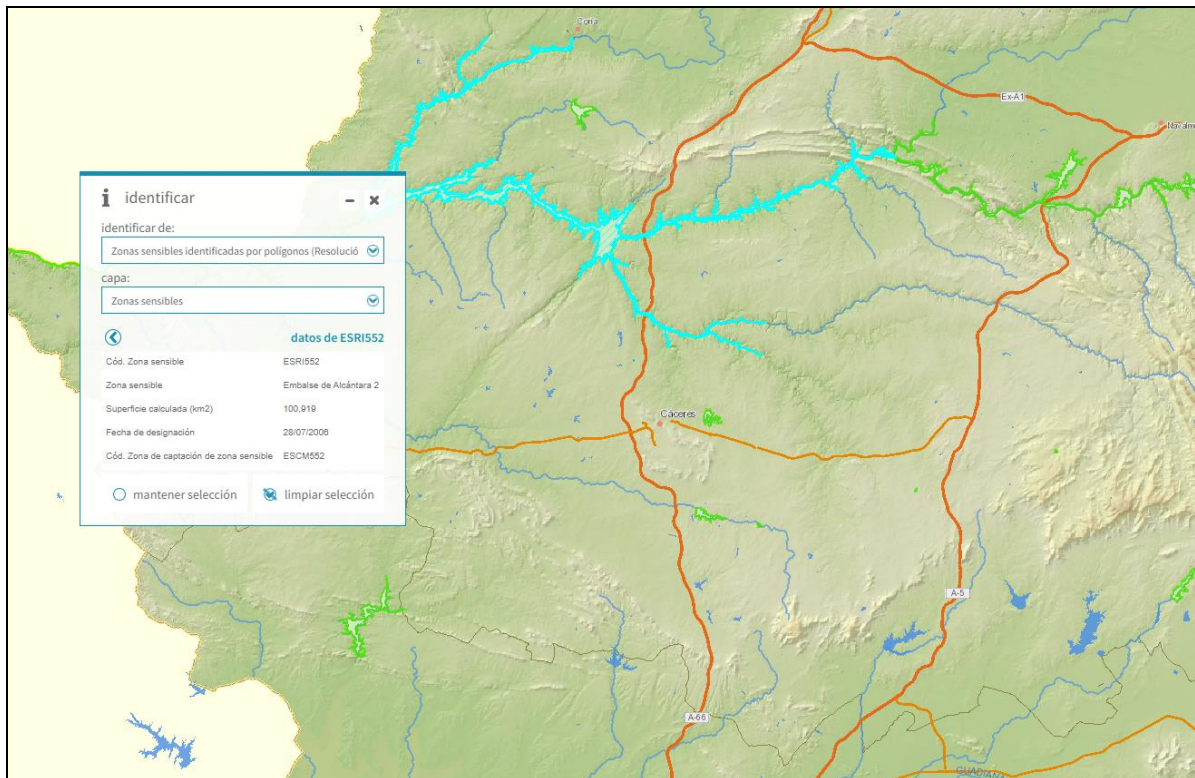 Coria
Ex-A1
Navalmo
i identificar
identificar de:
Zonas sensibles identificadas por polígonos (Resolució
capa:
Zonas sensibles
datos de ESRI552
Cód. Zona sensible ESRI552
Zona sensible Embalse de Alcántara 2
Superficie calculada (km2) 100,919
Fecha de designación 28/07/2006
Cód. Zona de captación de zona sensible ESCM552
mantener selección limpiar selección
Cáceres
A-5
A-66
GUADIANA